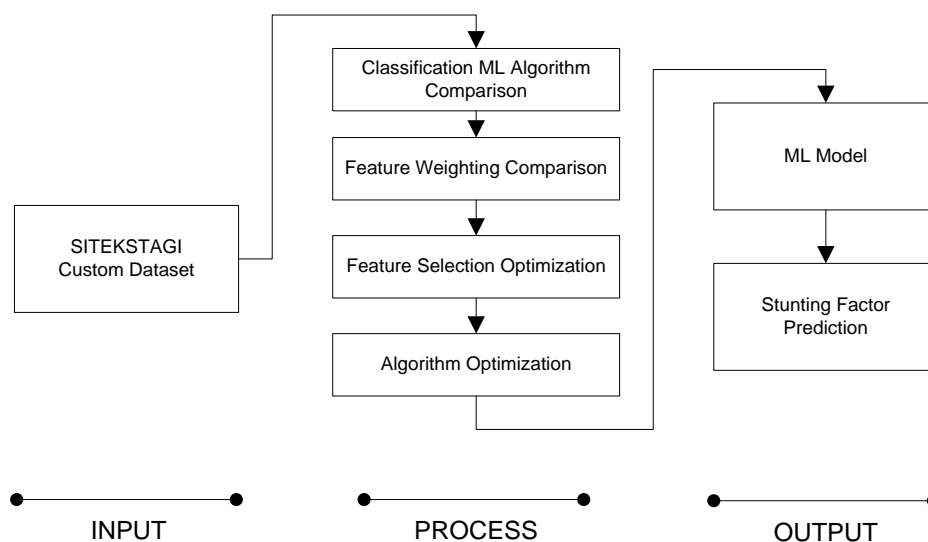 SITEKSTAGI
Custom Dataset
Classification ML Algorithm
Comparison
Feature Weighting Comparison
Feature Selection Optimization
Algorithm Optimization
ML Model
Stunting Factor
Prediction
INPUT
PROCESS
OUTPUT